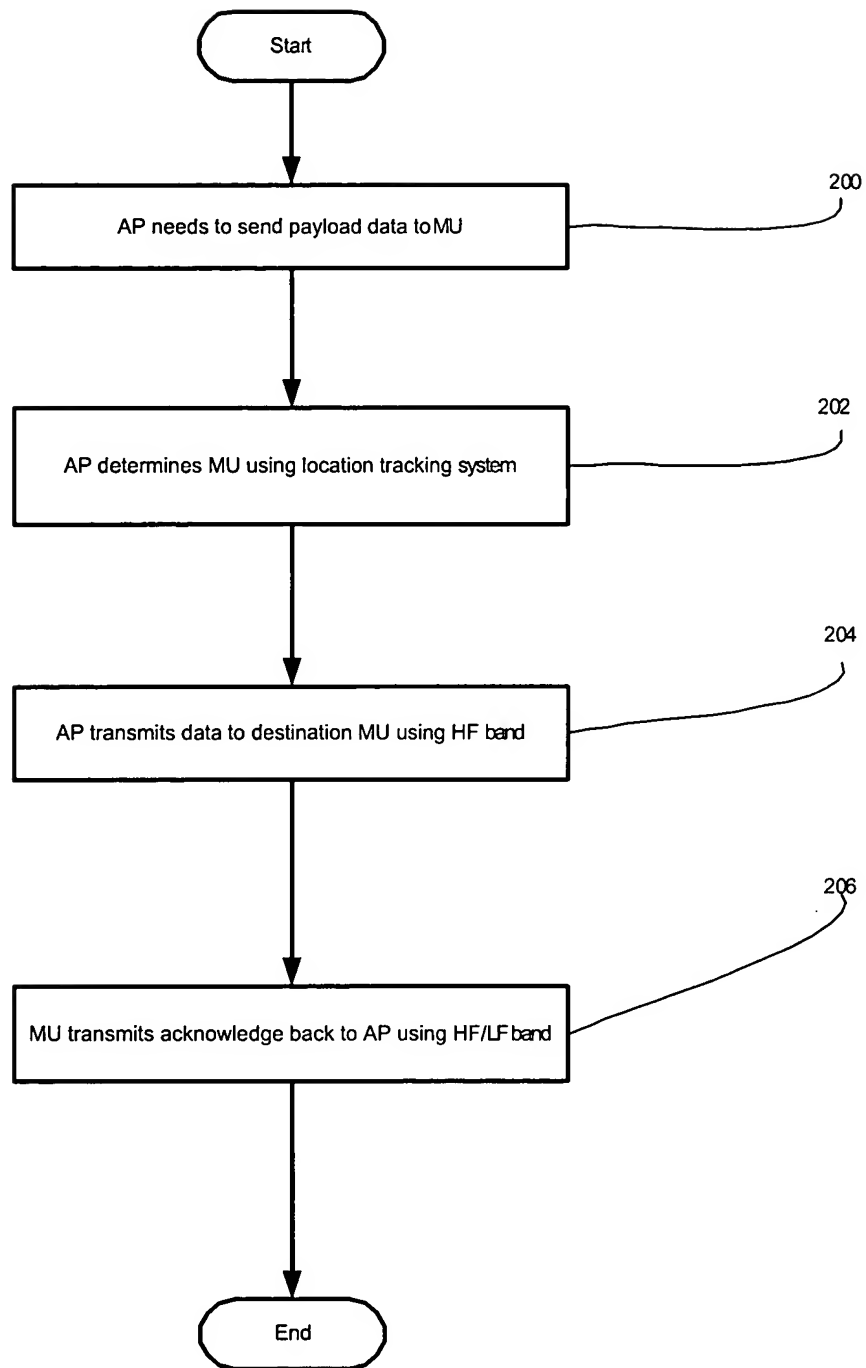 Start
200
AP needs to send payload data to MU
202
AP determines MU using location tracking system
204
AP transmits data to destination MU using HF band
206
MU transmits acknowledge back to AP using HF/LF band
End